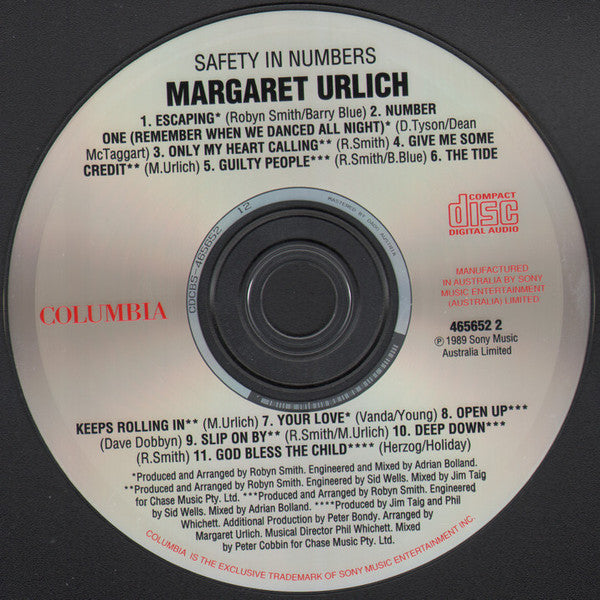 SAFETY IN NUMBERS
MARGARET URLICH
1. ESCAPING* (Robyn Smith/Barry Blue) 2. NUMBER
ONE (REMEMBER WHEN WE DANCED ALL NIGHT)* (D.Tyson/Dean
McTaggart) 3. ONLY MY HEART CALLING** (R.Smith) 4. GIVE ME SOME
CREDIT** (M.Urlich) 5. GUILTY PEOPLE*** (R.Smith/B.Blue) 6. THE TIDE
COMPACT
disc
DIGITAL AUDIO
CDCBS 465652 12
MASTERED BY DADC AUSTRIA
COLUMBIA
MANUFACTURED
IN AUSTRALIA BY SONY
MUSIC ENTERTAINMENT
(AUSTRALIA) LIMITED
465652 2
℗ 1989 Sony Music
Australia Limited
KEEPS ROLLING IN** (M.Urlich) 7. YOUR LOVE* (Vanda/Young) 8. OPEN UP***
(Dave Dobbyn) 9. SLIP ON BY** (R.Smith/M.Urlich) 10. DEEP DOWN***
(R.Smith) 11. GOD BLESS THE CHILD**** (Herzog/Holiday)
*Produced and Arranged by Robyn Smith. Engineered and Mixed by Adrian Bolland.
**Produced and Arranged by Robyn Smith. Engineered by Sid Wells. Mixed by Jim Taig
for Chase Music Pty. Ltd. ***Produced and Arranged by Robyn Smith. Engineered
by Sid Wells. Mixed by Adrian Bolland. ****Produced by Jim Taig and Phil
Whichett. Additional Production by Peter Bondy. Arranged by
Margaret Urlich. Musical Director Phil Whichett. Mixed
by Peter Cobbin for Chase Music Pty. Ltd.
COLUMBIA IS THE EXCLUSIVE TRADEMARK OF SONY MUSIC ENTERTAINMENT INC.